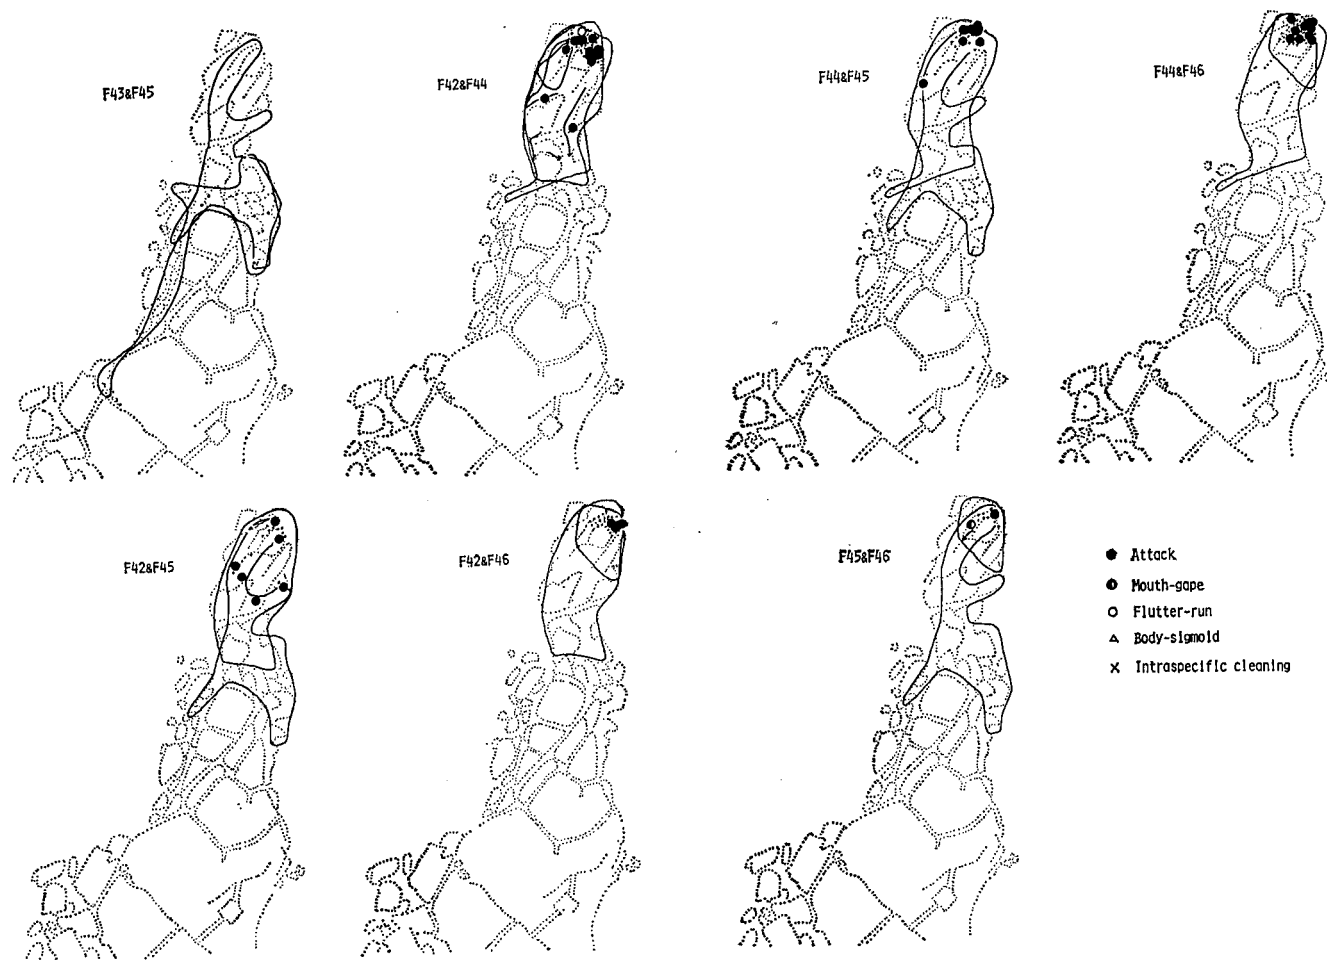 F43&F45
F42&F44
F44&F45
F44&F46
F42&F45
F42&F46
F45&F46
Attack
Mouth-gape
Flutter-run
Body-sigmoid
Intraspecific cleaning